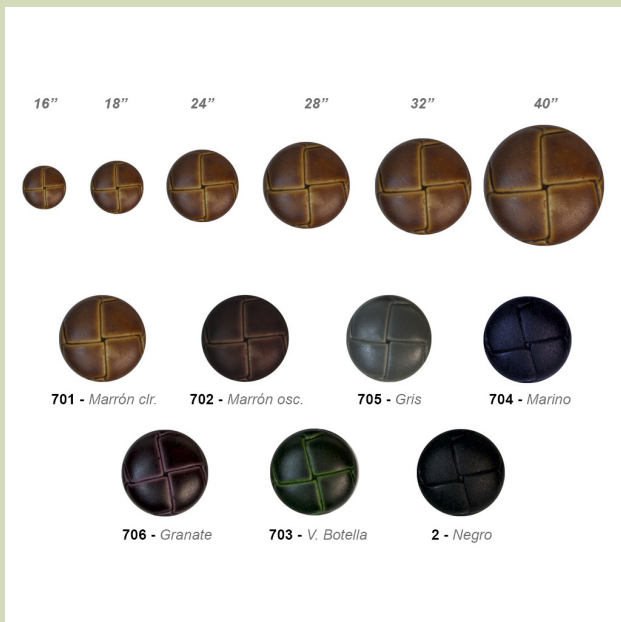 16” 18” 24” 28” 32” 40”
701 - Marrón clr. 702 - Marrón osc. 705 - Gris 704 - Marino
706 - Granate 703 - V. Botella 2 - Negro